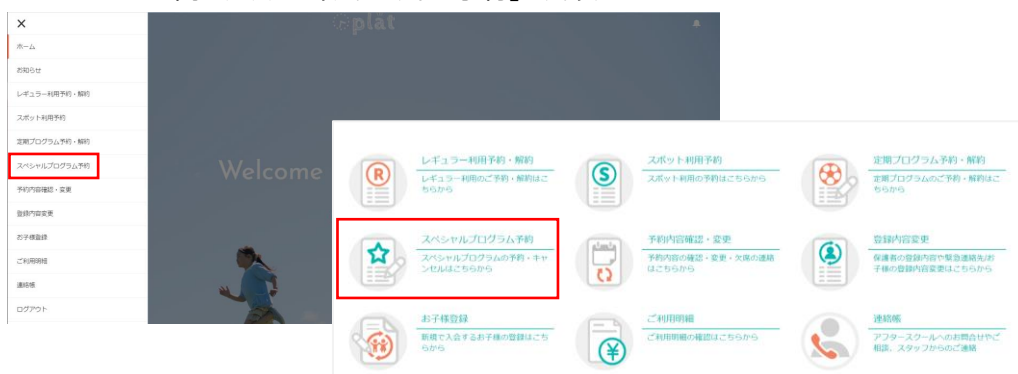 ×
plat
ホーム
お知らせ
レギュラー利用予約・解約
スポット利用予約
定期プログラム予約・解約
スペシャルプログラム予約
予約内容確認・変更
登録内容変更
お子様登録
ご利用明細
連絡帳
ログアウト
Welcome
レギュラー利用予約・解約
レギュラー利用のご予約・解約はこ
ちらから
スポット利用予約
スポット利用の予約はこちらから
定期プログラム予約・解約
定期プログラムのご予約・解約はこ
ちらから
スペシャルプログラム予約
スペシャルプログラムの予約・キャ
ンセルはこちらから
予約内容確認・変更
予約内容の確認・変更・欠席の連絡
はこちらから
登録内容変更
保護者の登録内容や緊急連絡先/お
子様の登録内容変更はこちらから
お子様登録
新規で入会するお子様の登録はこち
らから
ご利用明細
ご利用明細の確認はこちらから
連絡帳
アフタースクールへのお問合せやご
相談、スタッフからのご連絡